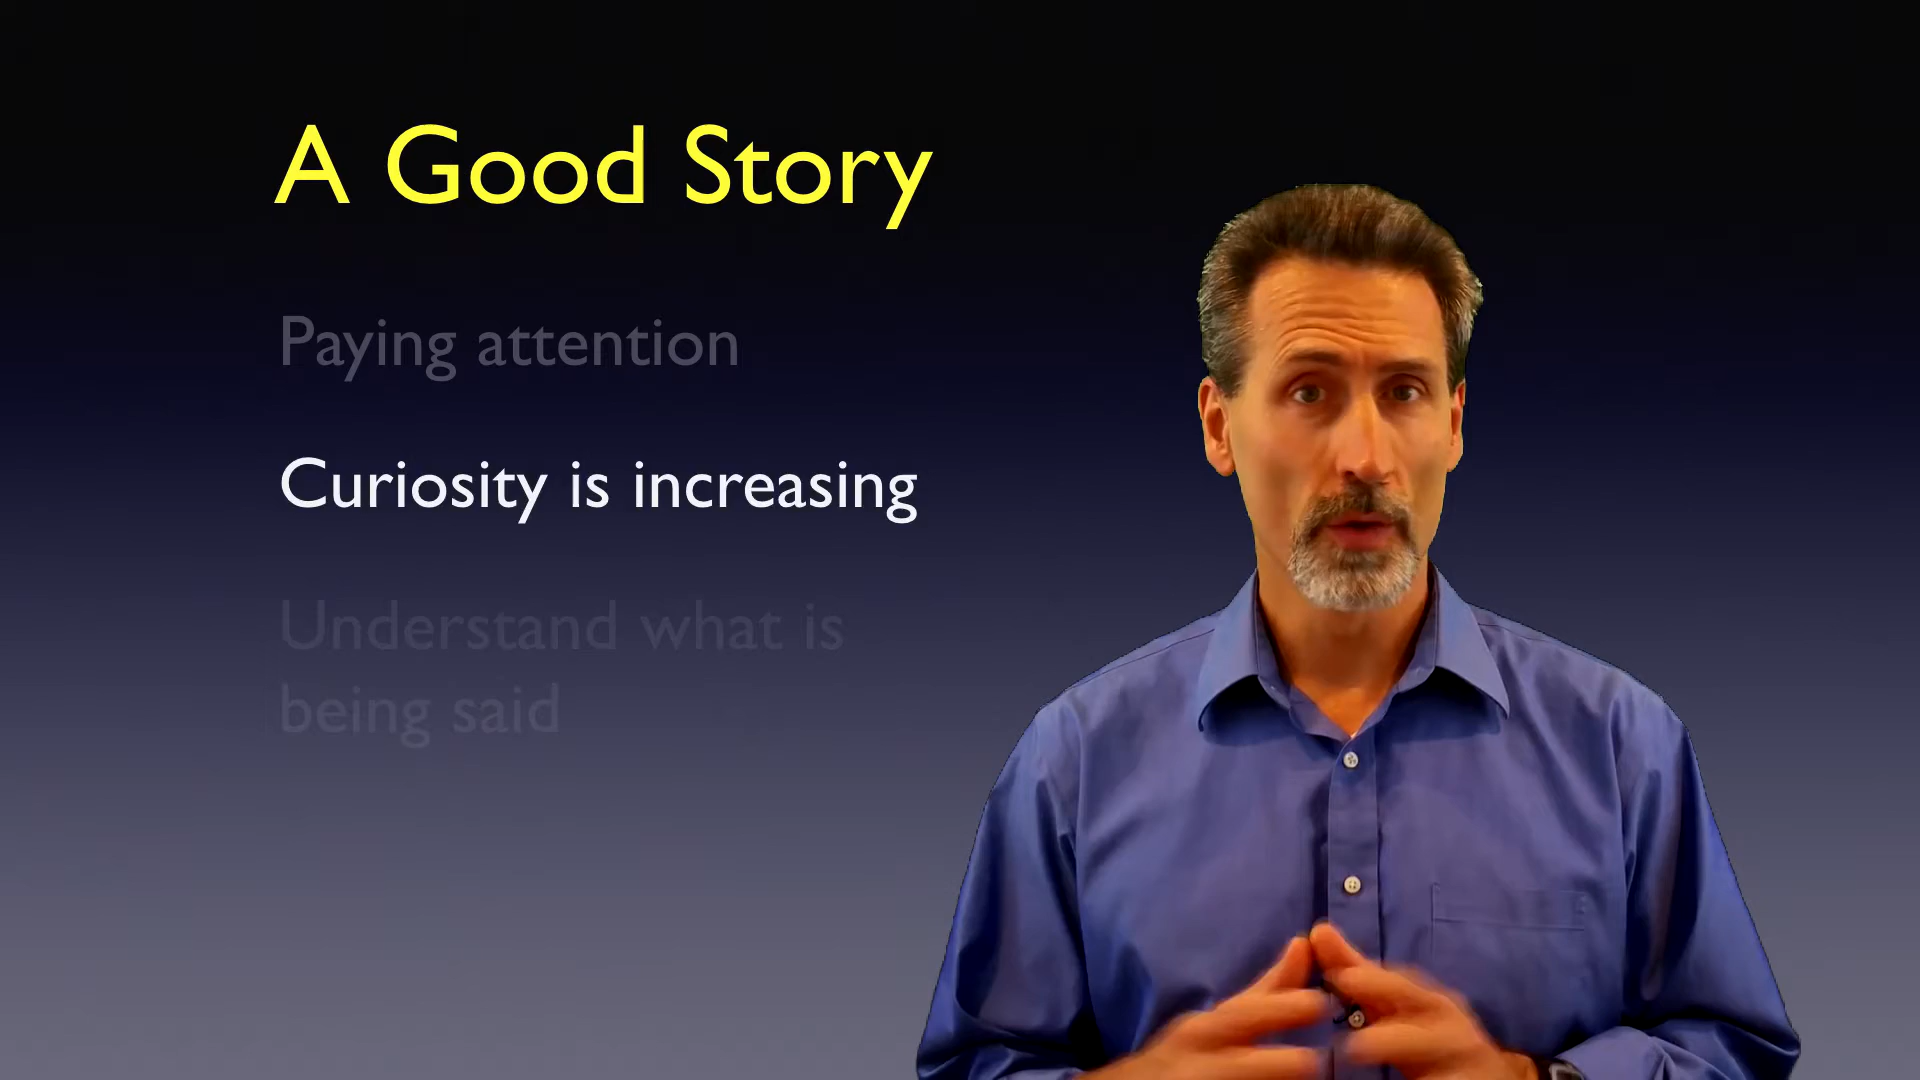 A Good Story
Paying attention
Curiosity is increasing
Understand what is
being said